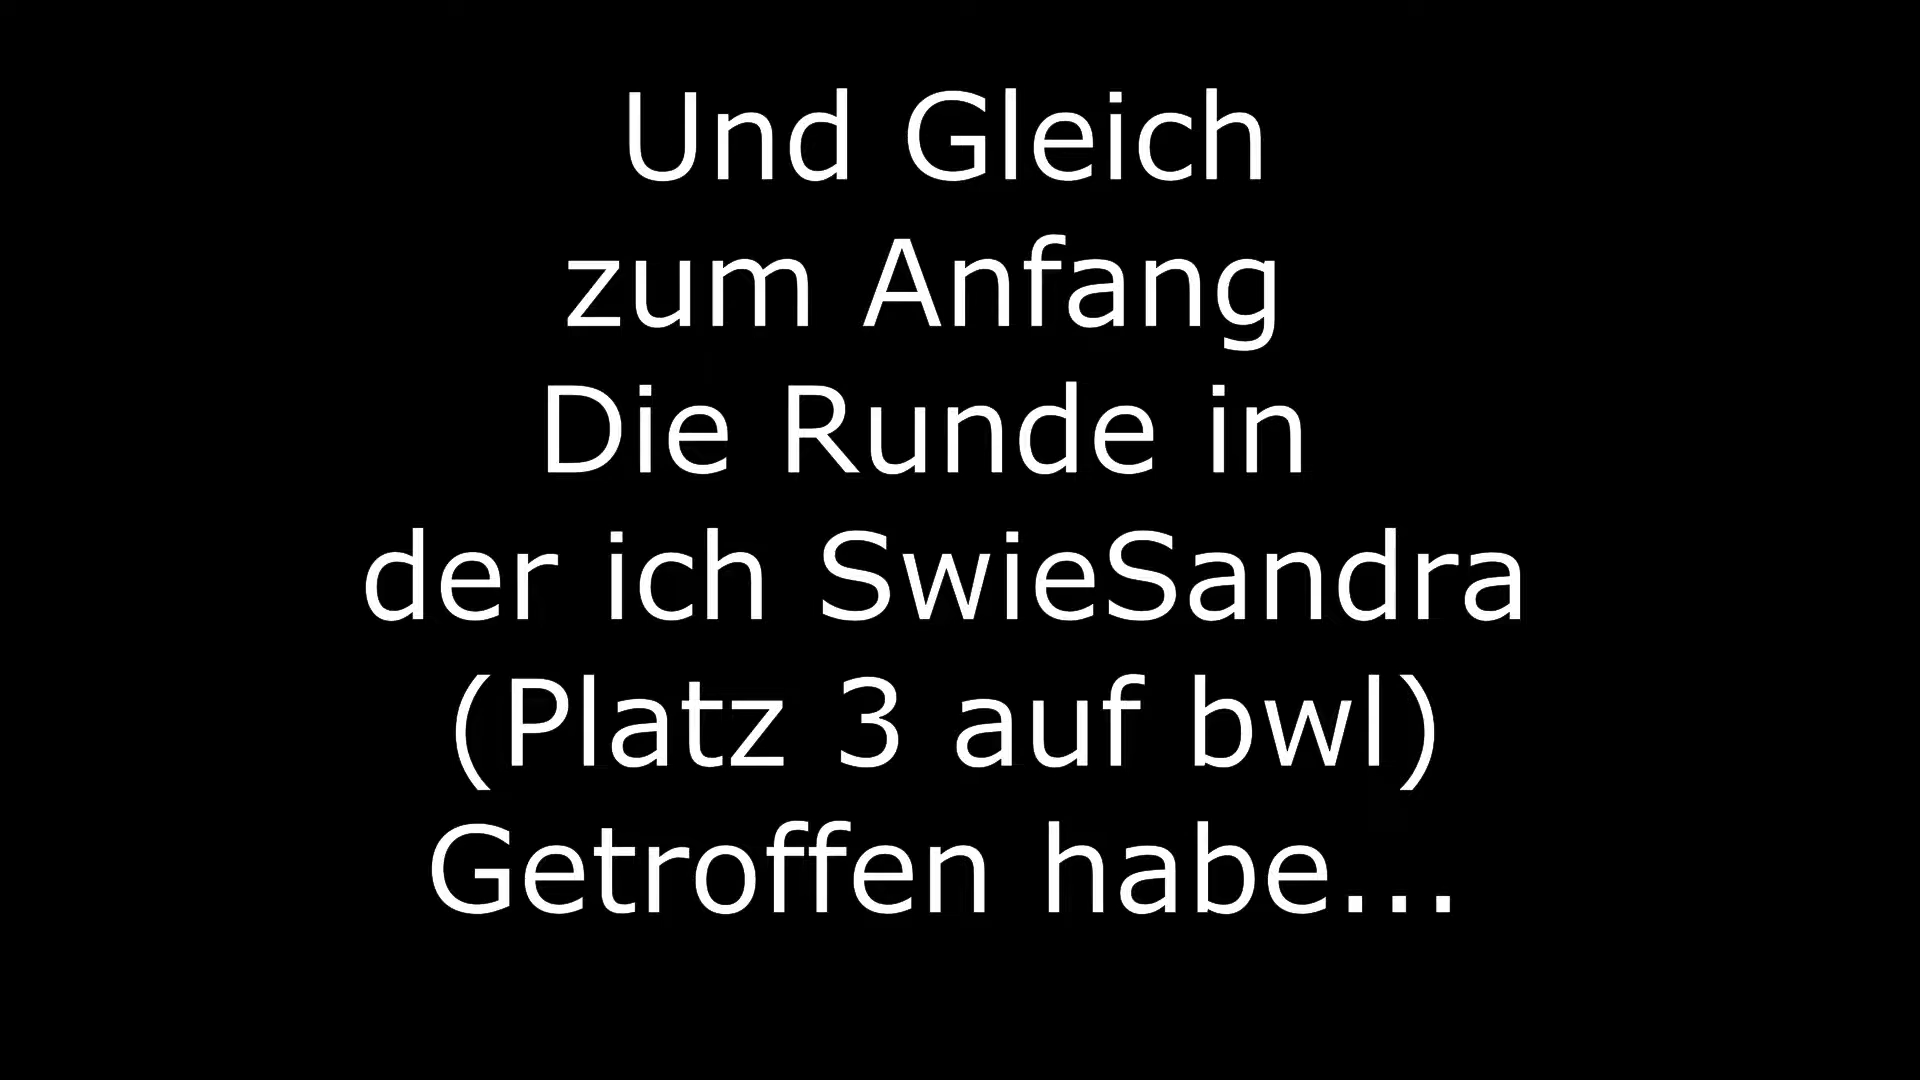 Und Gleich
zum Anfang
Die Runde in
der ich SwieSandra
(Platz 3 auf bwl)
Getroffen habe...